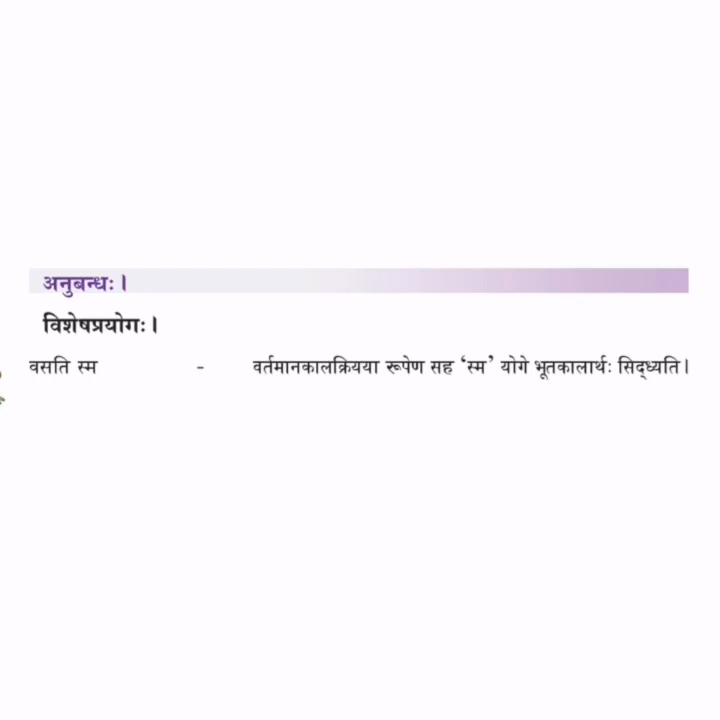 अनुबन्धः।
विशेषप्रयोगः।
वसति स्म - वर्तमानकालक्रियया रूपेण सह ‘स्म’ योगे भूतकालार्थः सिद्ध्यति।